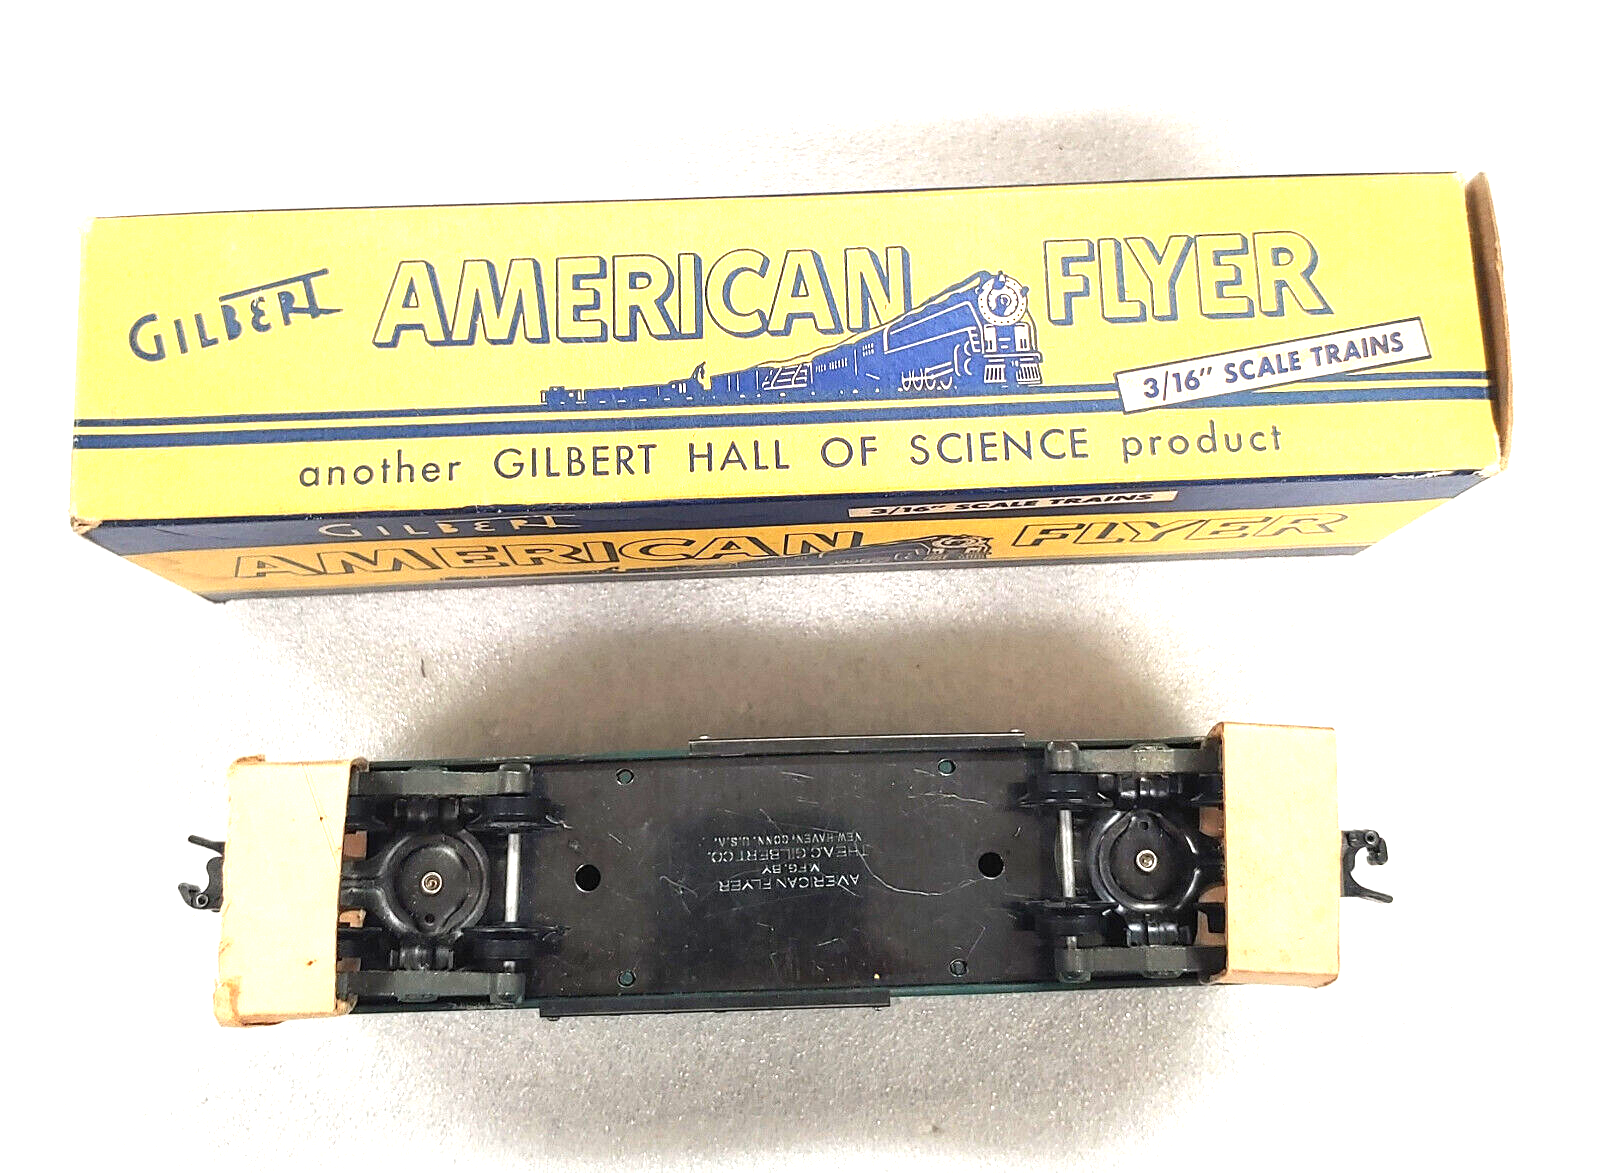 GILBERT AMERICAN FLYER
3/16" SCALE TRAINS
another GILBERT HALL OF SCIENCE product
GILBERT
3/16" SCALE TRAINS
AMERICAN FLYER
AMERICAN FLYER
MFG. BY
THE A.C. GILBERT CO.
NEW HAVEN, CONN. U.S.A.